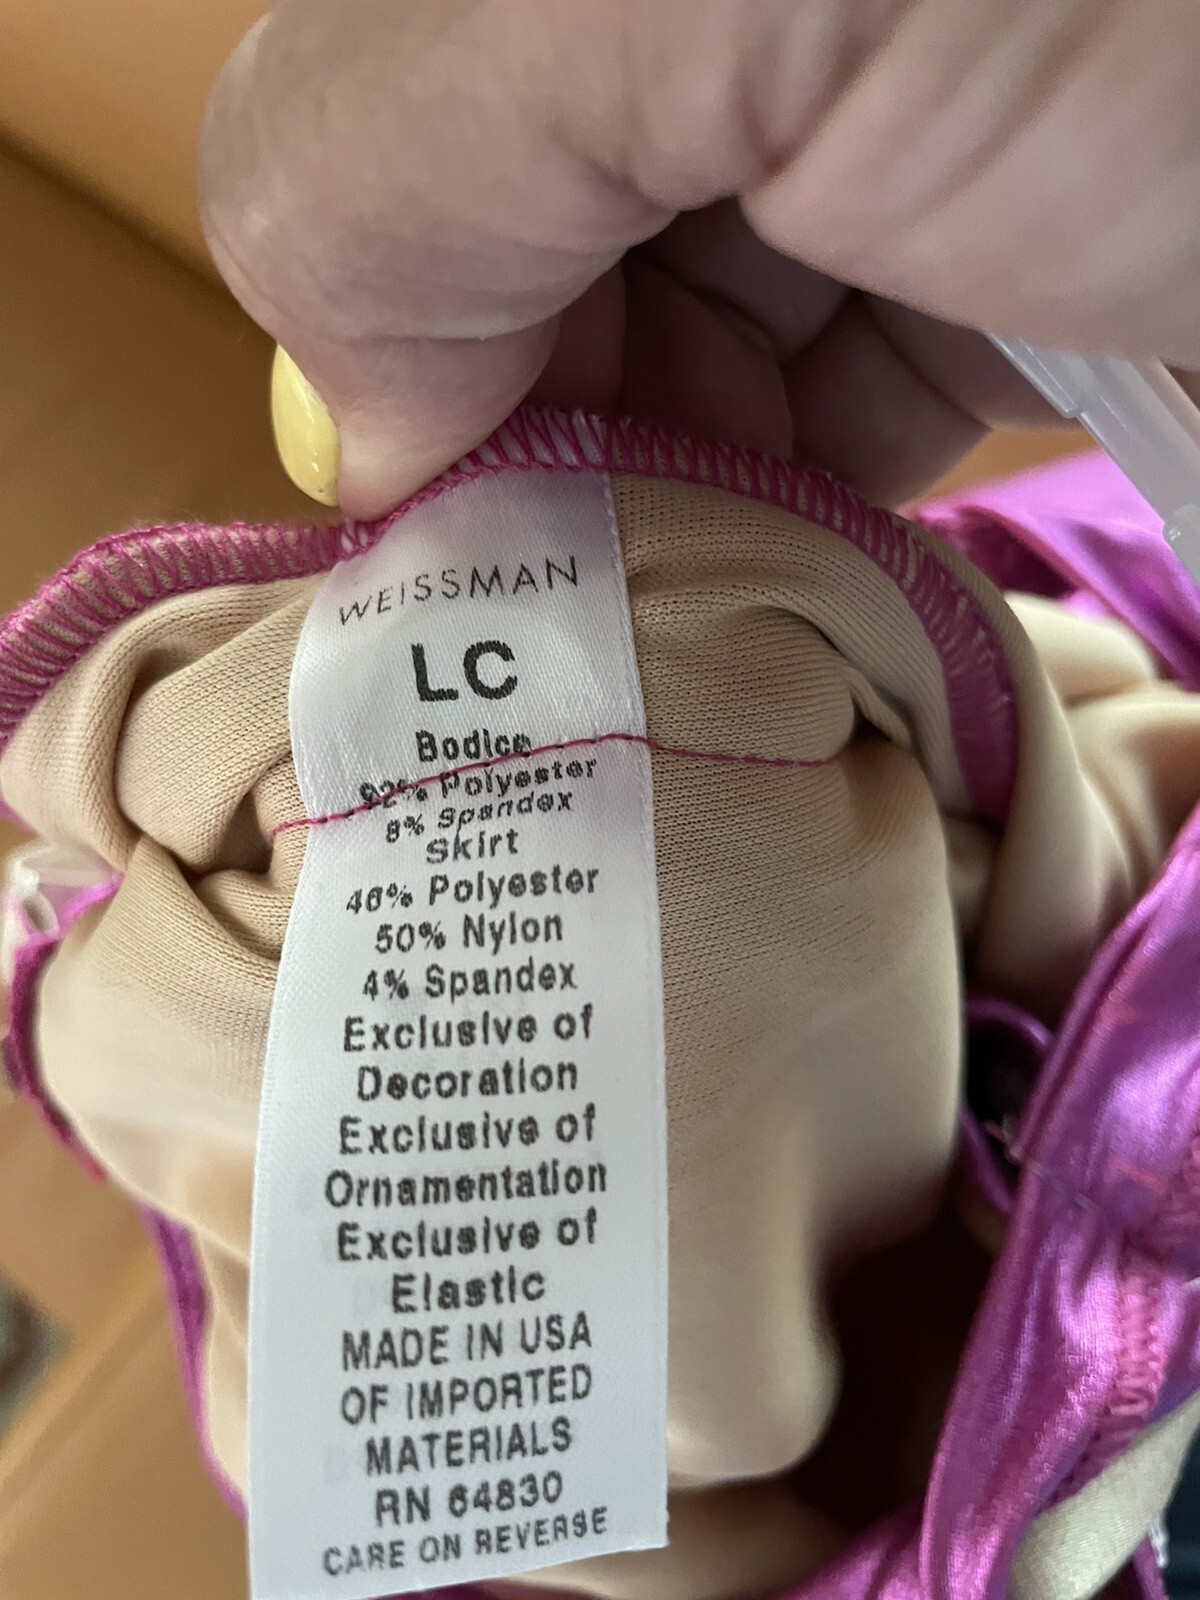 WEISSMAN
LC
Bodice
92% Polyester
8% Spandex
Skirt
46% Polyester
50% Nylon
4% Spandex
Exclusive of
Decoration
Exclusive of
Ornamentation
Exclusive of
Elastic
MADE IN USA
OF IMPORTED
MATERIALS
RN 64830
CARE ON REVERSE